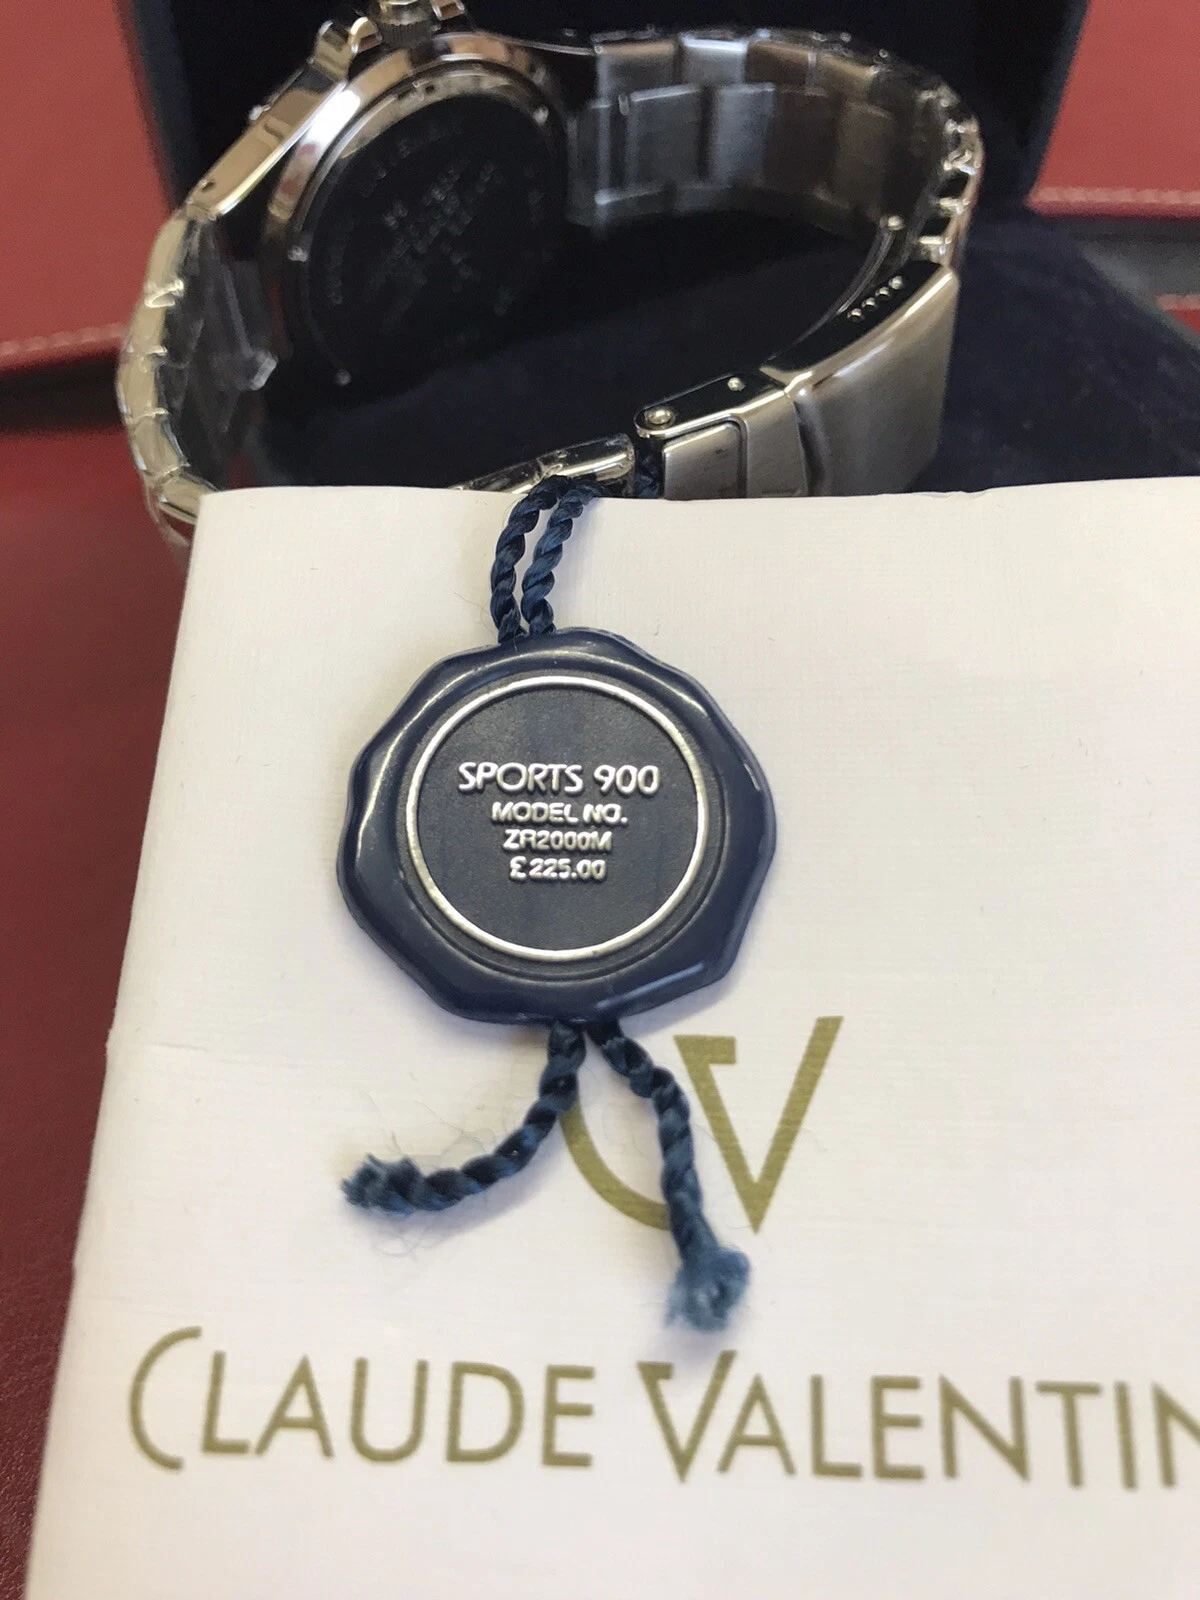 SPORTS 900
MODEL NO.
ZR2000M
£225.00
CV
CLAUDE VALENTIN